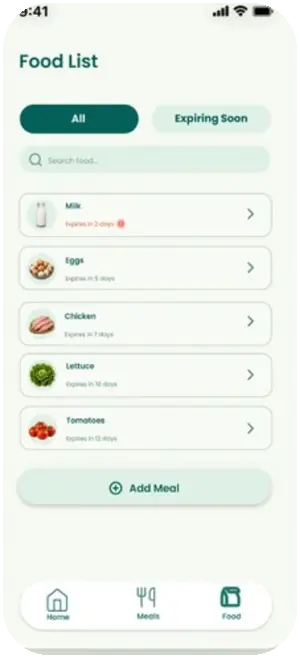 9:41
Food List
All
Expiring Soon
Search food...
Milk
Expires in 2 days
Eggs
Expires in 5 days
Chicken
Expires in 7 days
Lettuce
Expires in 10 days
Tomatoes
Expires in 12 days
Add Meal
Home
Meals
Food